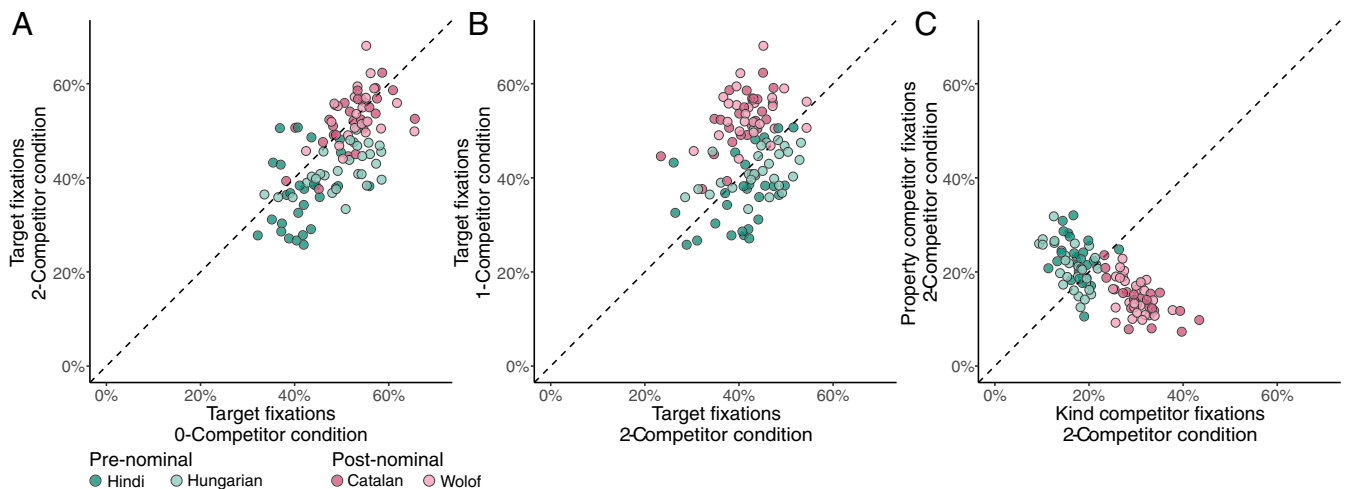 A
B
C
Target fixations
2-Competitor condition
60%
40%
20%
0%
0%
20%
40%
60%
Target fixations
0-Competitor condition
Target fixations
1-Competitor condition
60%
40%
20%
0%
0%
20%
40%
60%
Target fixations
2-Competitor condition
Property competitor fixations
2-Competitor condition
60%
40%
20%
0%
0%
20%
40%
60%
Kind competitor fixations
2-Competitor condition
Pre-nominal
Hindi Hungarian
Post-nominal
Catalan Wolof